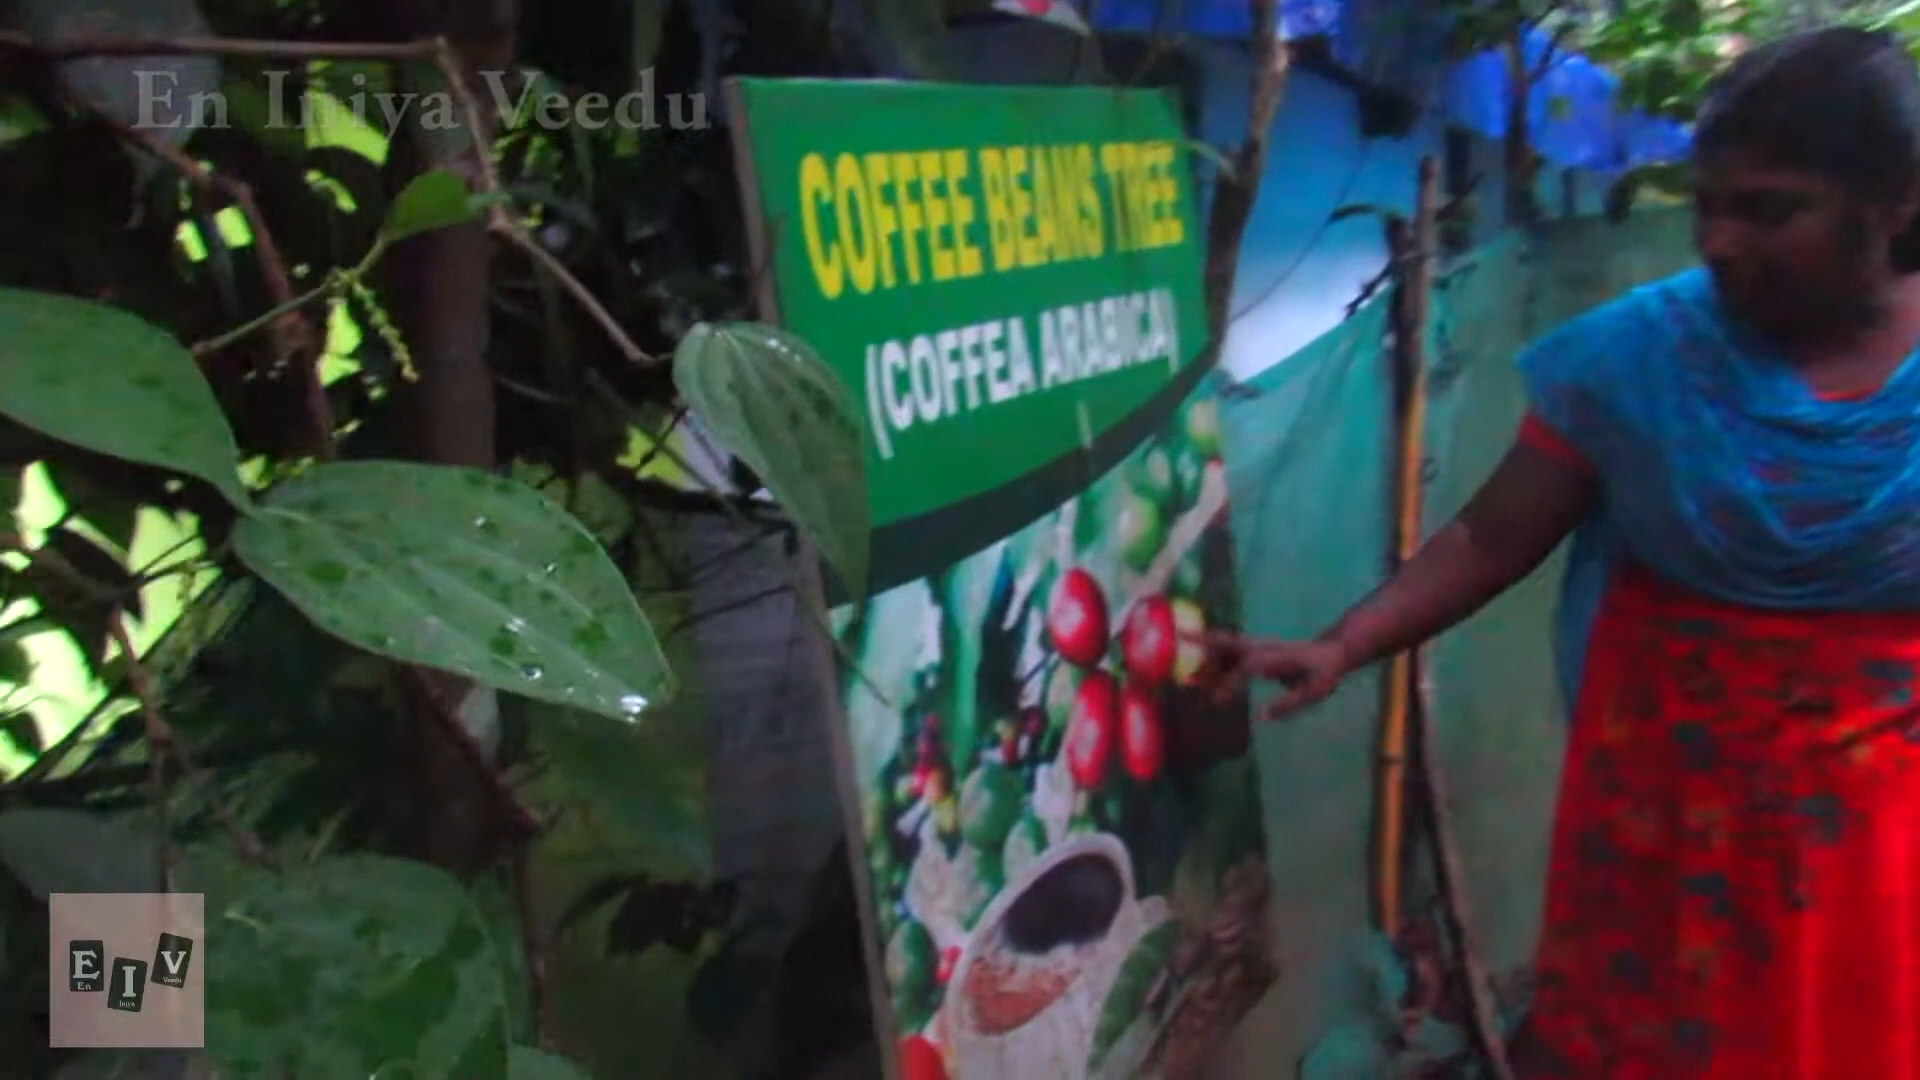 En Iniya Veedu
COFFEE BEANS TREE
(COFFEA ARABICA)
E I V
En Iniya Veedu